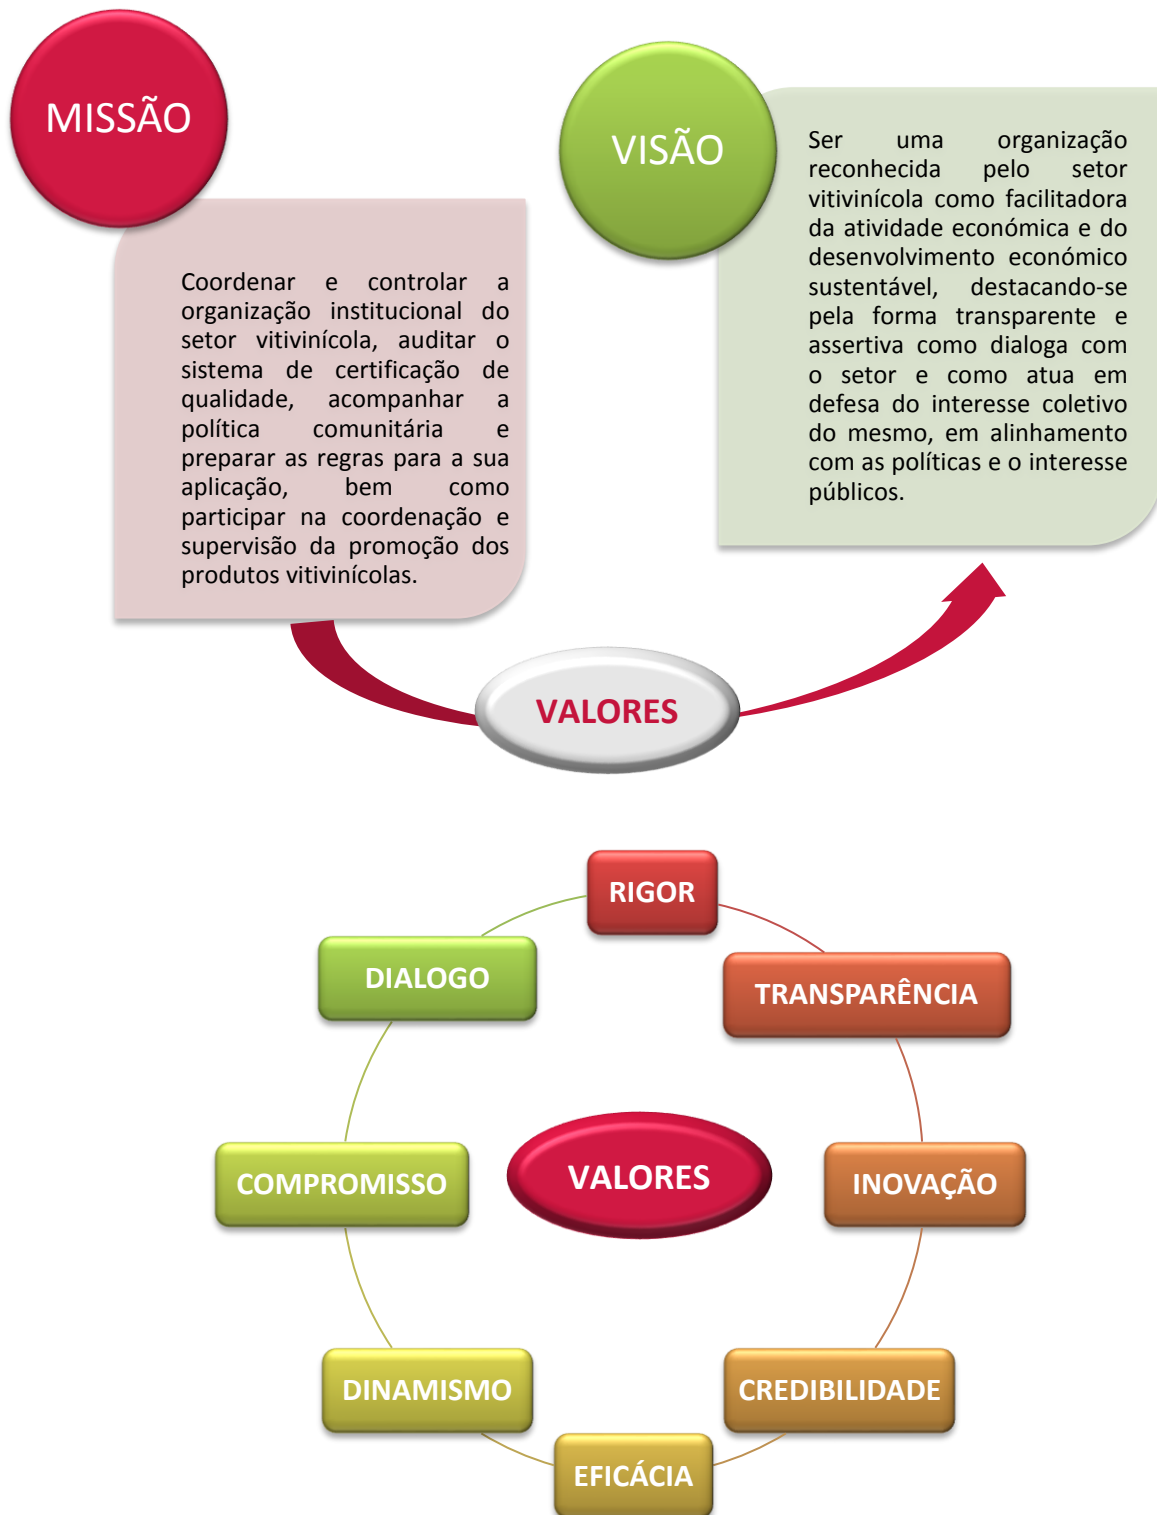 MISSÃO
Coordenar e controlar a
organização institucional do
setor vitivinícola, auditar o
sistema de certificação de
qualidade, acompanhar a
política comunitária e
preparar as regras para a sua
aplicação, bem como
participar na coordenação e
supervisão da promoção dos
produtos vitivinícolas.
VISÃO
Ser uma organização
reconhecida pelo setor
vitivinícola como facilitadora
da atividade económica e do
desenvolvimento económico
sustentável, destacando-se
pela forma transparente e
assertiva como dialoga com
o setor e como atua em
defesa do interesse coletivo
do mesmo, em alinhamento
com as políticas e o interesse
públicos.
VALORES
RIGOR
TRANSPARÊNCIA
INOVAÇÃO
CREDIBILIDADE
EFICÁCIA
DINAMISMO
COMPROMISSO
DIALOGO
VALORES